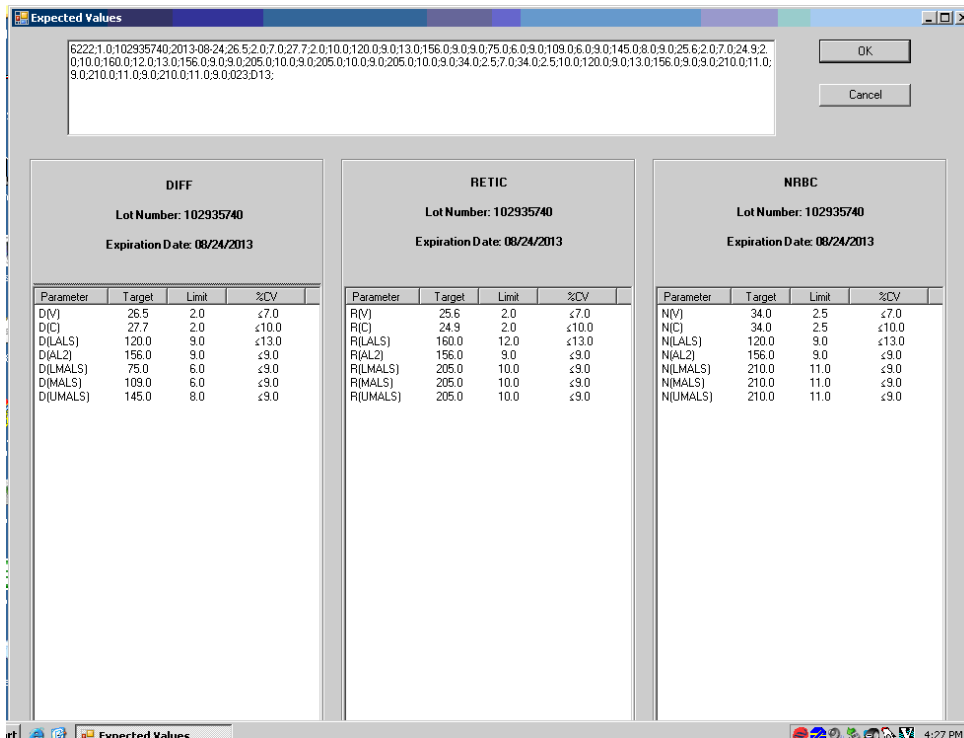 Expected Values
6222;1.0;102935740;2013-08-24;26.5;2.0;7.0;27.7;2.0;10.0;120.0;9.0;13.0;156.0;9.0;9.0;75.0;6.0;9.0;109.0;6.0;9.0;145.0;8.0;9.0;25.6;2.0;7.0;24.9;2.
0;10.0;160.0;12.0;13.0;156.0;9.0;9.0;205.0;10.0;9.0;205.0;10.0;9.0;205.0;10.0;9.0;34.0;2.5;7.0;34.0;2.5;10.0;120.0;9.0;13.0;156.0;9.0;9.0;210.0;11.0;
9.0;210.0;11.0;9.0;210.0;11.0;9.0;023;D13;
OK
Cancel
DIFF
Lot Number: 102935740
Expiration Date: 08/24/2013
Parameter Target Limit %CV
D(V) 26.5 2.0 ≤7.0
D(C) 27.7 2.0 ≤10.0
D(LALS) 120.0 9.0 ≤13.0
D(AL2) 156.0 9.0 ≤9.0
D(LMALS) 75.0 6.0 ≤9.0
D(MALS) 109.0 6.0 ≤9.0
D(UMALS) 145.0 8.0 ≤9.0
RETIC
Lot Number: 102935740
Expiration Date: 08/24/2013
Parameter Target Limit %CV
R(V) 25.6 2.0 ≤7.0
R(C) 24.9 2.0 ≤10.0
R(LALS) 160.0 12.0 ≤13.0
R(AL2) 156.0 9.0 ≤9.0
R(LMALS) 205.0 10.0 ≤9.0
R(MALS) 205.0 10.0 ≤9.0
R(UMALS) 205.0 10.0 ≤9.0
NRBC
Lot Number: 102935740
Expiration Date: 08/24/2013
Parameter Target Limit %CV
N(V) 34.0 2.5 ≤7.0
N(C) 34.0 2.5 ≤10.0
N(LALS) 120.0 9.0 ≤13.0
N(AL2) 156.0 9.0 ≤9.0
N(LMALS) 210.0 11.0 ≤9.0
N(MALS) 210.0 11.0 ≤9.0
N(UMALS) 210.0 11.0 ≤9.0
Expected Values
4:27 PM